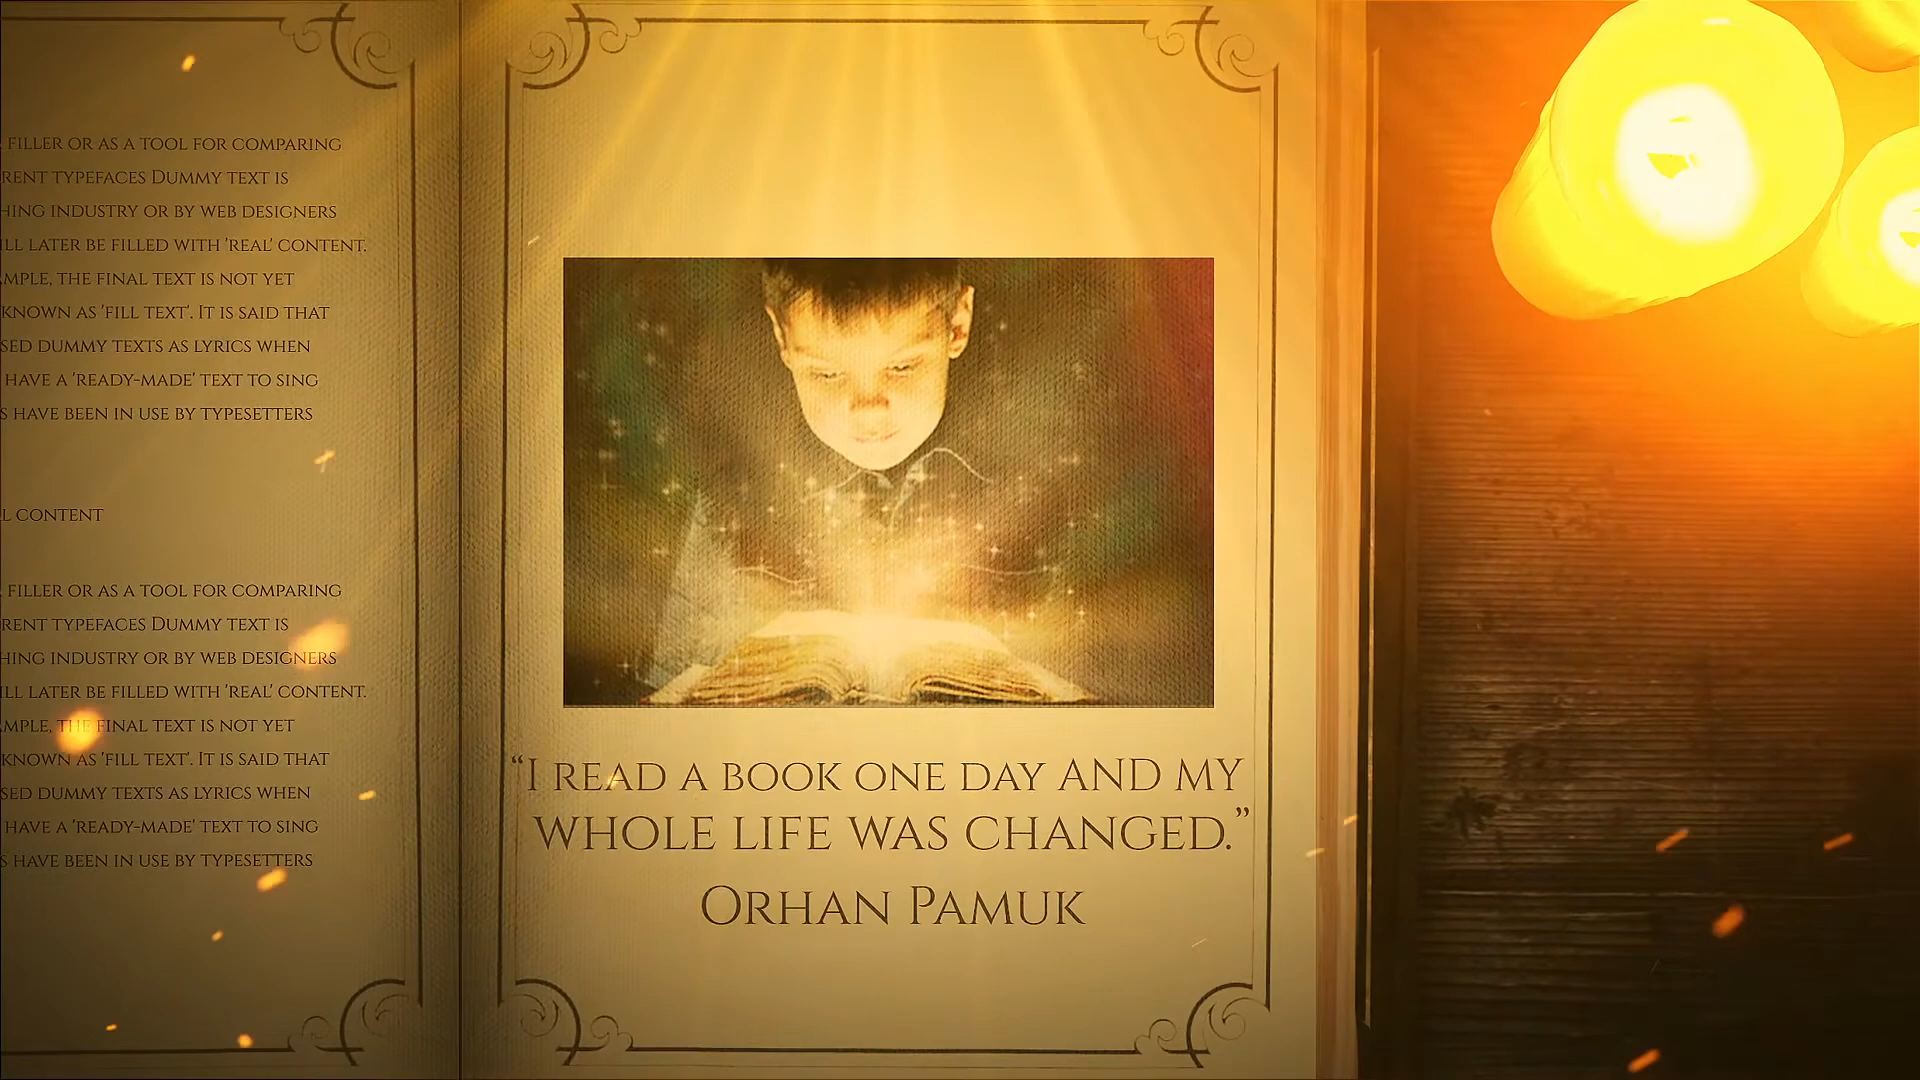 FILLER OR AS A TOOL FOR COMPARING
RENT TYPEFACES DUMMY TEXT IS
HING INDUSTRY OR BY WEB DESIGNERS
ILL LATER BE FILLED WITH 'REAL' CONTENT.
MPLE, THE FINAL TEXT IS NOT YET
KNOWN AS 'FILL TEXT'. IT IS SAID THAT
SED DUMMY TEXTS AS LYRICS WHEN
HAVE A 'READY-MADE' TEXT TO SING
S HAVE BEEN IN USE BY TYPESETTERS
L CONTENT
FILLER OR AS A TOOL FOR COMPARING
RENT TYPEFACES DUMMY TEXT IS
HING INDUSTRY OR BY WEB DESIGNERS
ILL LATER BE FILLED WITH 'REAL' CONTENT.
MPLE, THE FINAL TEXT IS NOT YET
KNOWN AS 'FILL TEXT'. IT IS SAID THAT
SED DUMMY TEXTS AS LYRICS WHEN
HAVE A 'READY-MADE' TEXT TO SING
S HAVE BEEN IN USE BY TYPESETTERS
“I READ A BOOK ONE DAY AND MY
WHOLE LIFE WAS CHANGED.”
ORHAN PAMUK